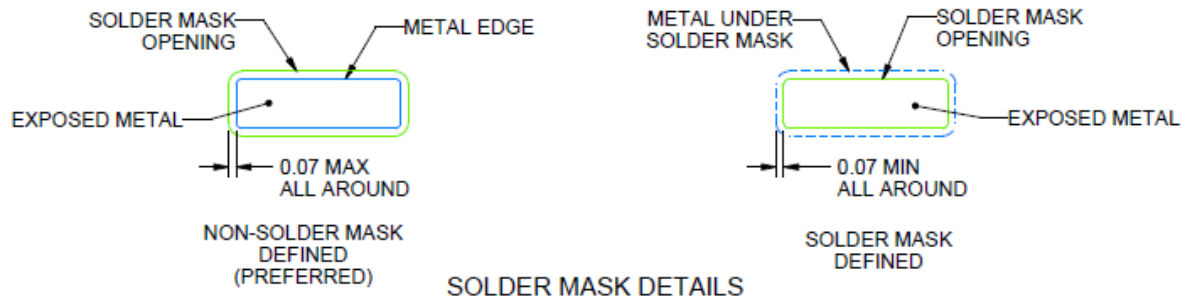 SOLDER MASK
OPENING
METAL EDGE
EXPOSED METAL
0.07 MAX
ALL AROUND
NON-SOLDER MASK
DEFINED
(PREFERRED)
METAL UNDER
SOLDER MASK
SOLDER MASK
OPENING
EXPOSED METAL
0.07 MIN
ALL AROUND
SOLDER MASK
DEFINED
SOLDER MASK DETAILS